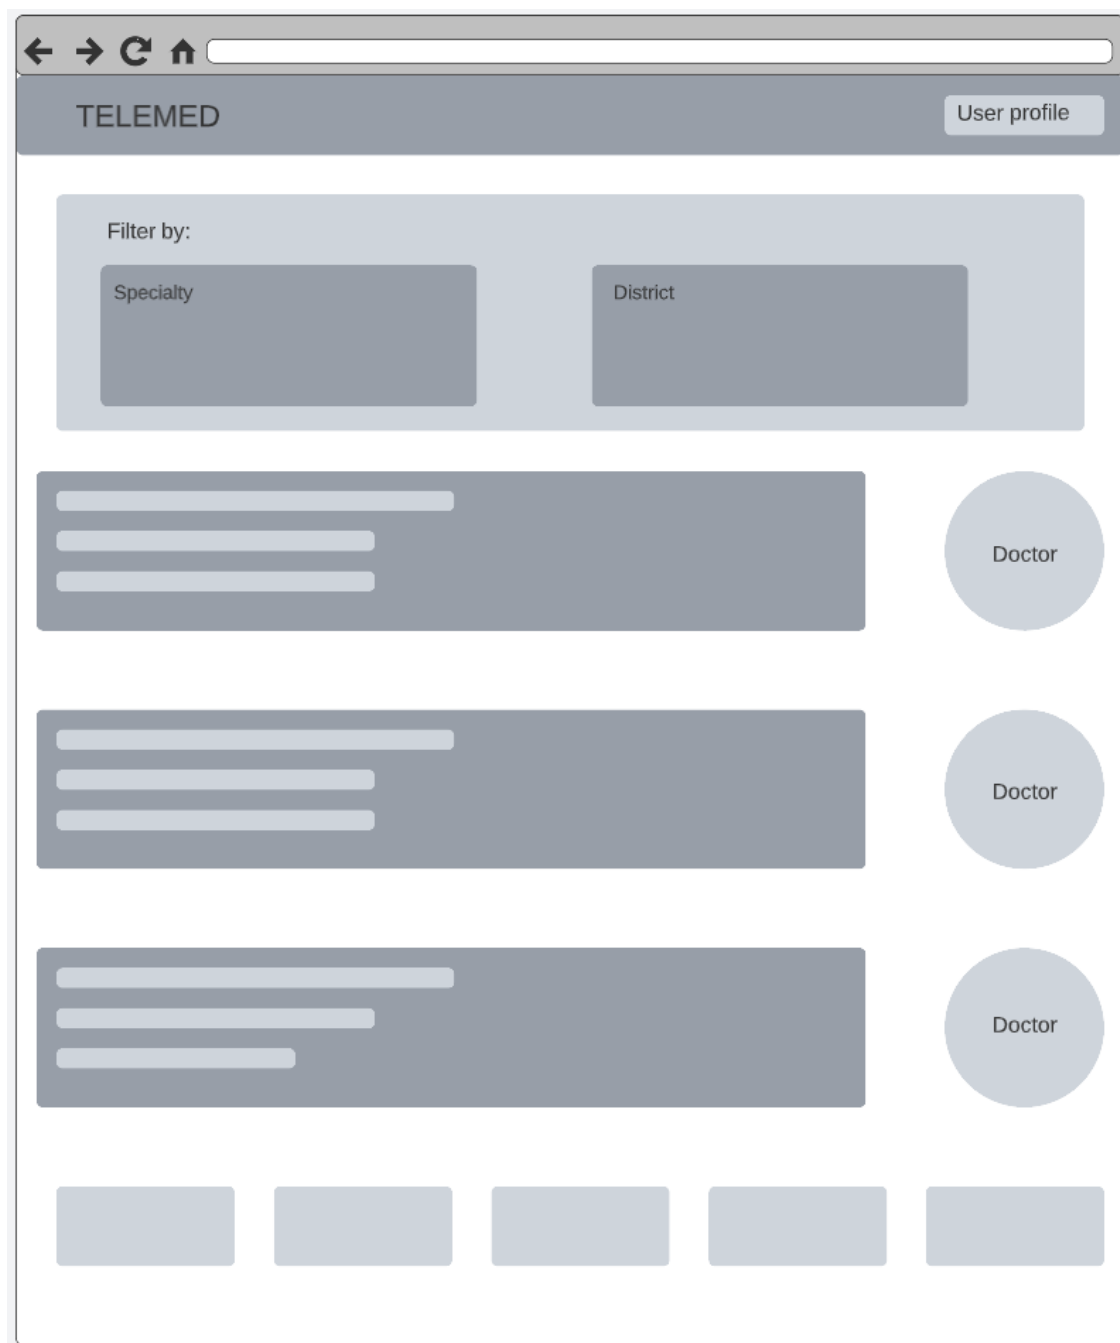 TELEMED
User profile
Filter by:
Specialty
District
Doctor
Doctor
Doctor